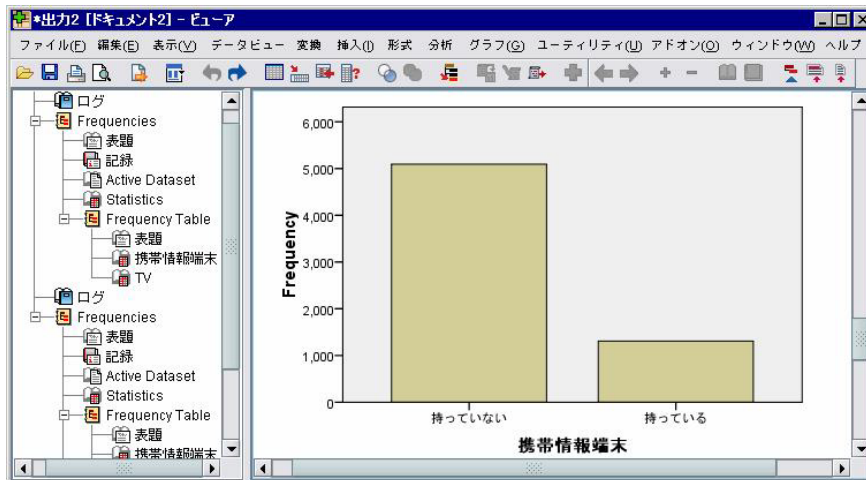 *出力2 [ドキュメント2] - ビューア
ファイル(F) 編集(E) 表示(V) データビュー 変換 挿入(I) 形式 分析 グラフ(G) ユーティリティ(U) アドオン(O) ウィンドウ(W) ヘルプ
ログ
Frequencies
表題
記録
Active Dataset
Statistics
Frequency Table
表題
携帯情報端末
TV
ログ
Frequencies
表題
記録
Active Dataset
Statistics
Frequency Table
表題
携帯情報端末
6,000
5,000
4,000
3,000
2,000
1,000
0
Frequency
持っていない 持っている
携帯情報端末